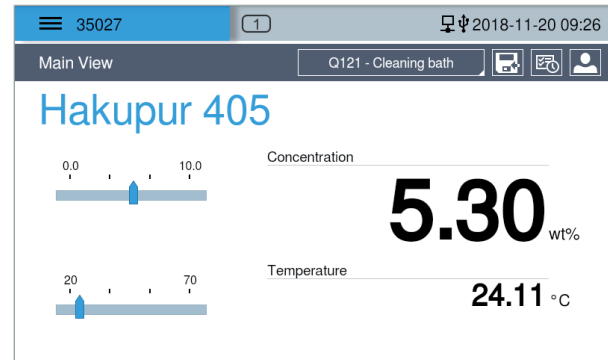 35027
1
2018-11-20 09:26
Main View
Q121 - Cleaning bath
Hakupur 405
0.0 10.0
Concentration
5.30 wt%
20 70
Temperature
24.11 °C